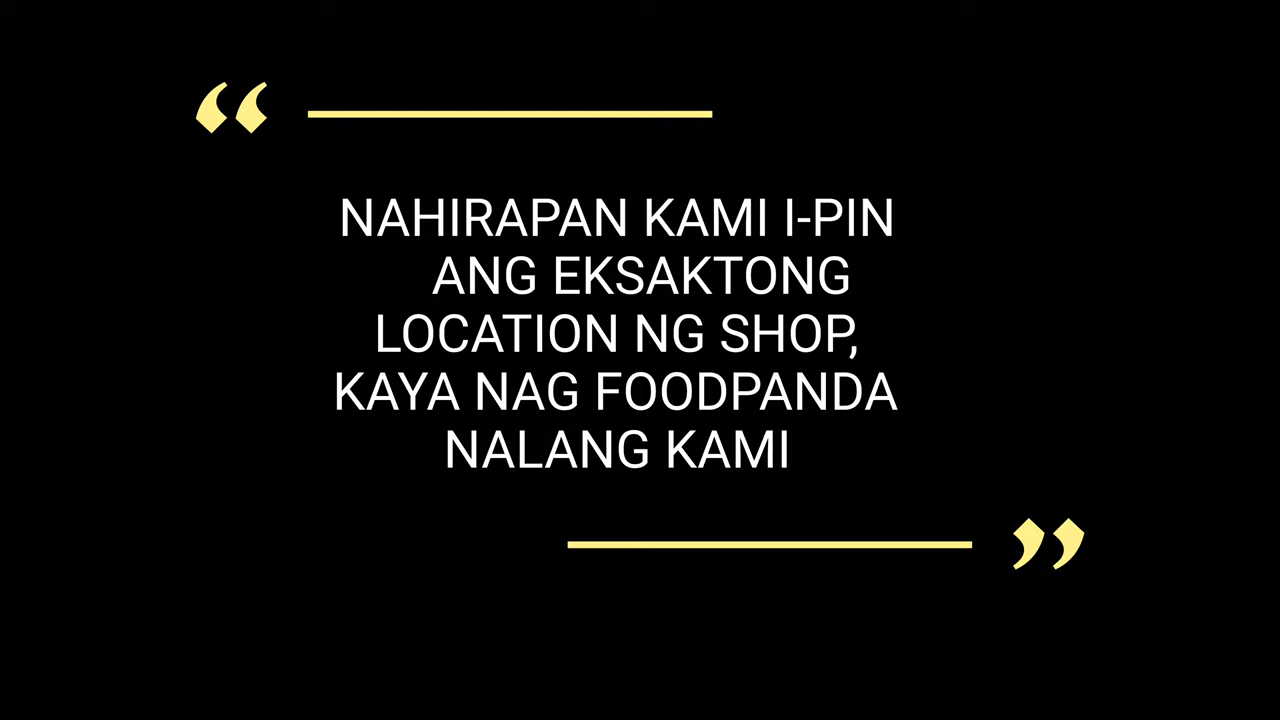 NAHIRAPAN KAMI I-PIN
ANG EKSAKTONG
LOCATION NG SHOP,
KAYA NAG FOODPANDA
NALANG KAMI